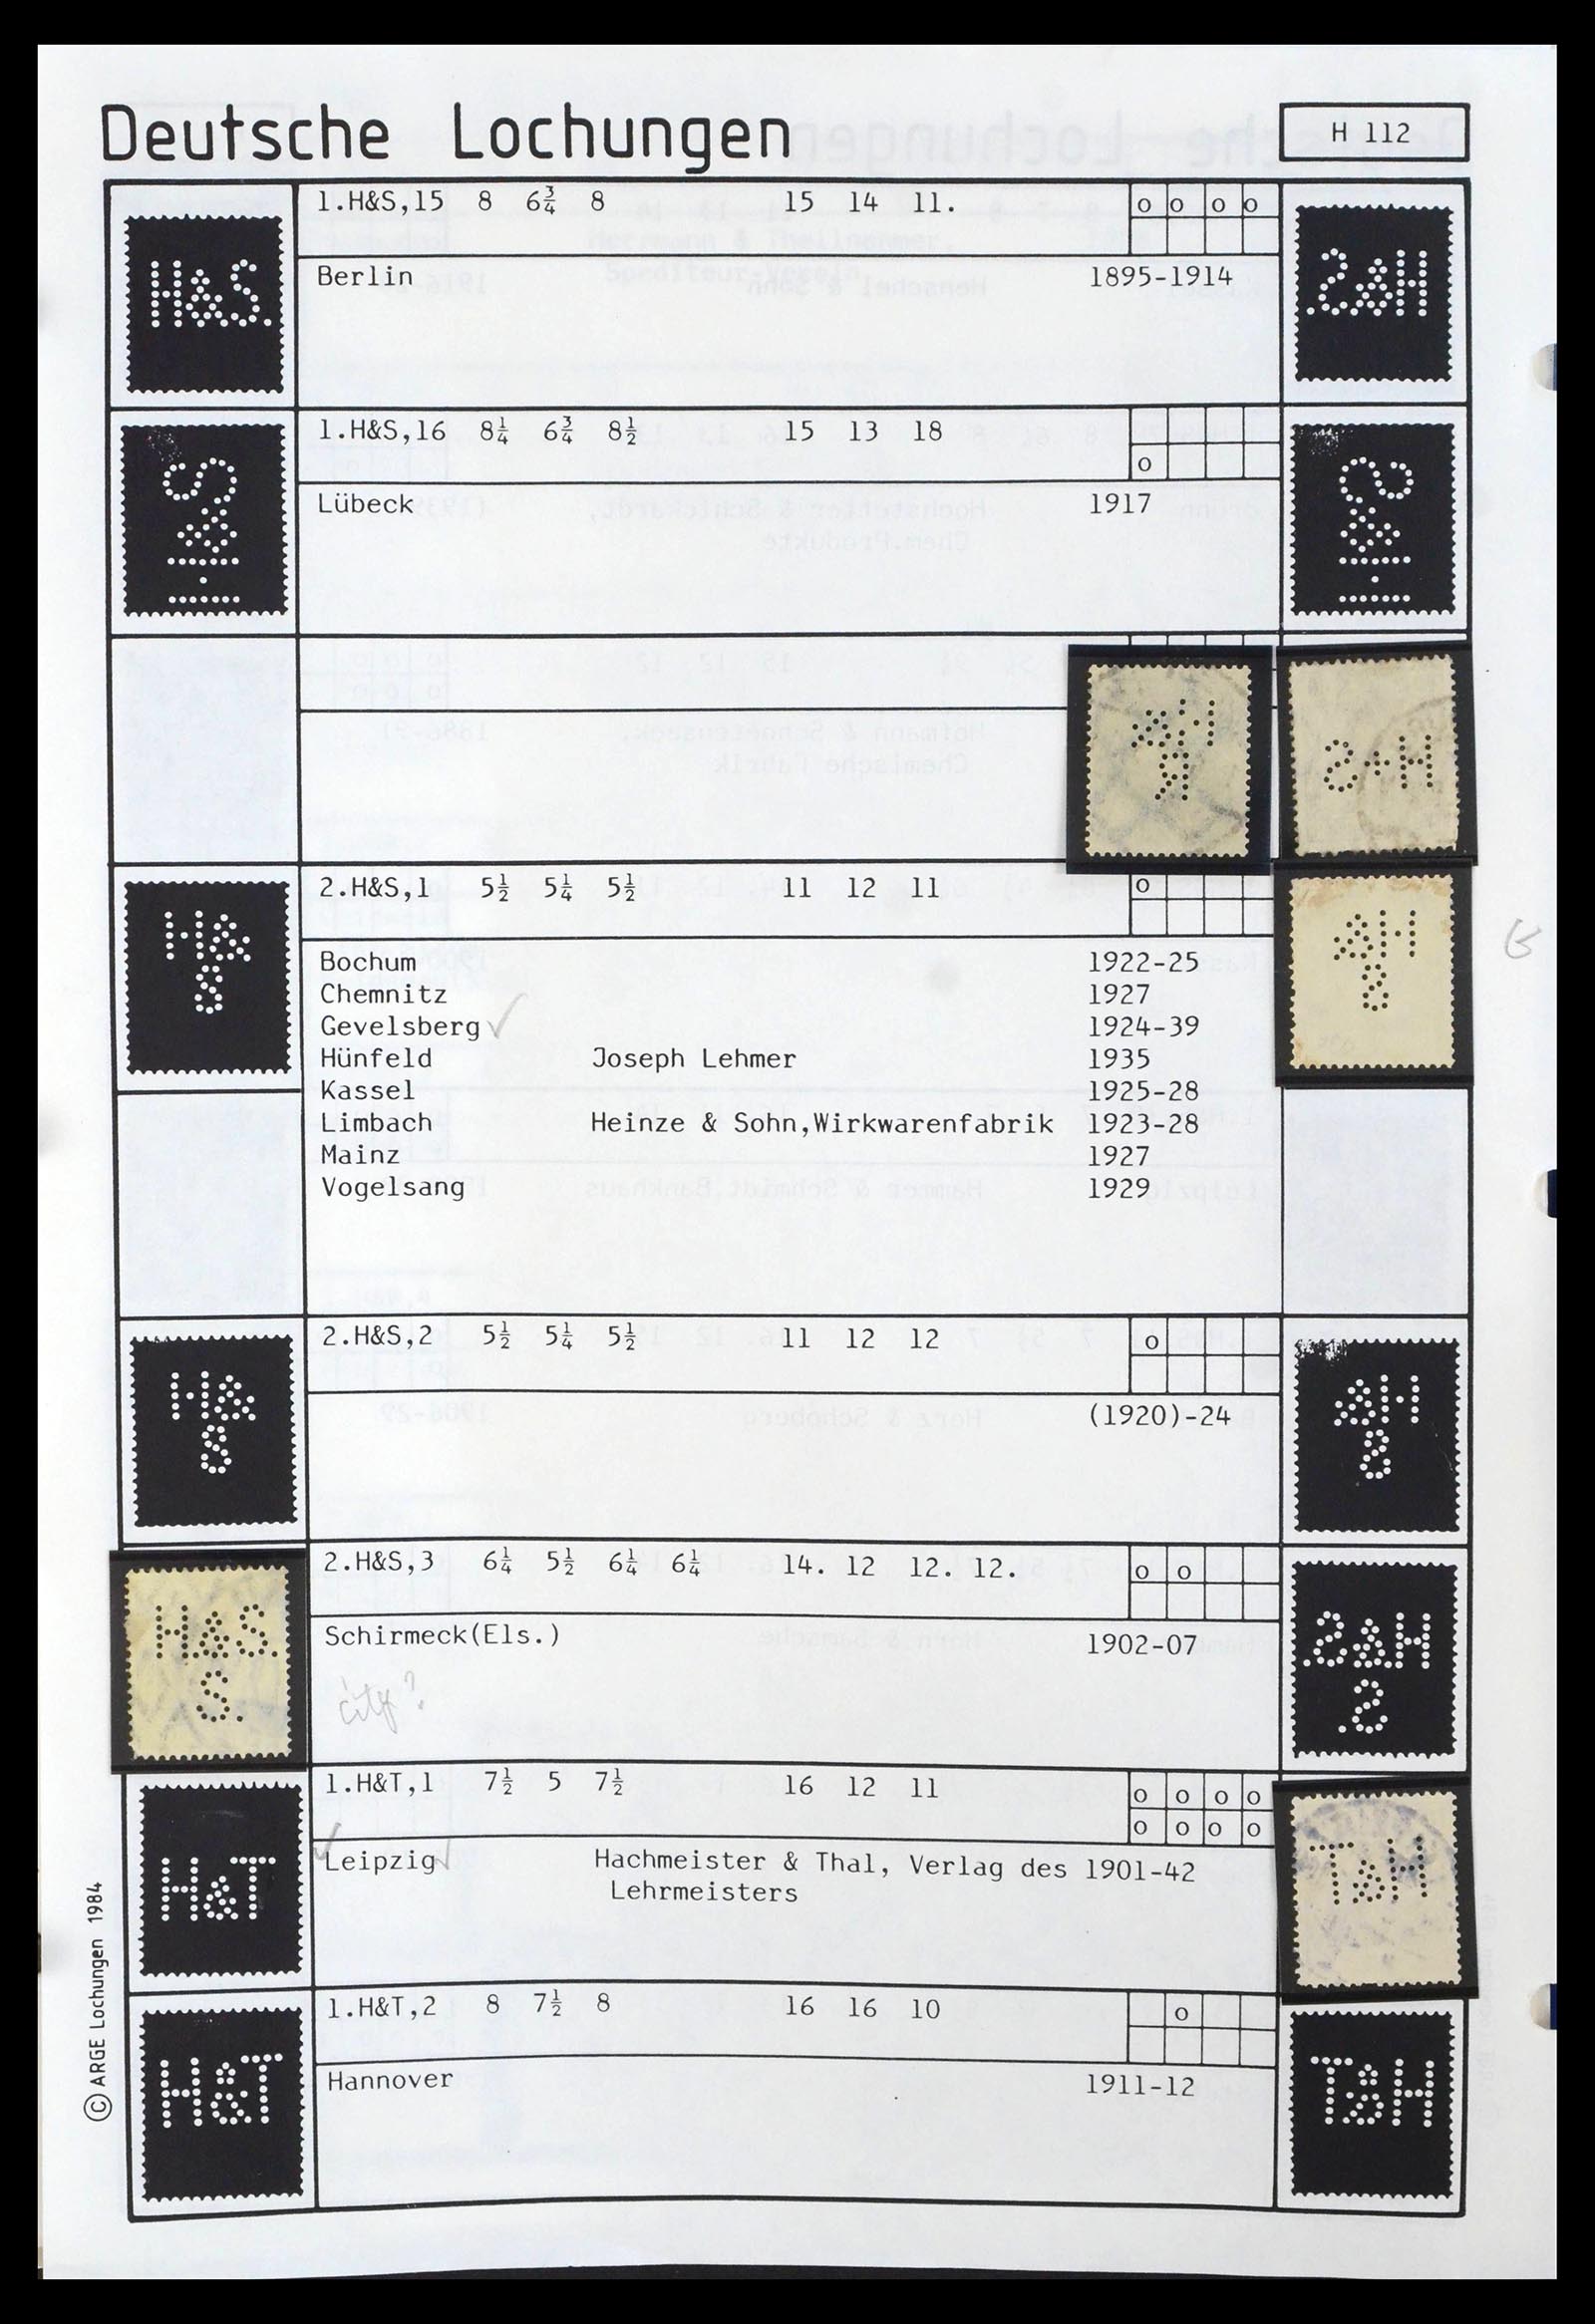 Deutsche Lochungen
H 112
1.H&S,15 8 6¾ 8 15 14 11. o o o o
H&S.
H&S.
Berlin 1895-1914
1.H&S,16 8¼ 6¾ 8½ 15 13 18
o
H&S
H&S
Lübeck 1917
H+S
2.H&S,1 5½ 5¼ 5½ 11 12 11 o
H&
S
H&
S
Bochum 1922-25
Chemnitz 1927
Gevelsberg 1924-39
Hünfeld Joseph Lehmer 1935
Kassel 1925-28
Limbach Heinze & Sohn,Wirkwarenfabrik 1923-28
Mainz 1927
Vogelsang 1929
2.H&S,2 5½ 5¼ 5½ 11 12 12 o
H&
S
H&
S
(1920)-24
2.H&S,3 6¼ 5½ 6¼ 6¼ 14. 12 12. 12. o o
H&S.
S.
H&S.
S.
Schirmeck(Els.) 1902-07
city?
1.H&T,1 7½ 5 7½ 16 12 11 o o o o
o o o o
H&T
H&T
Leipzig Hachmeister & Thal, Verlag des 1901-42
Lehrmeisters
1.H&T,2 8 7½ 8 16 16 10 o
H&T
H&T
Hannover 1911-12
© ARGE Lochungen 1984